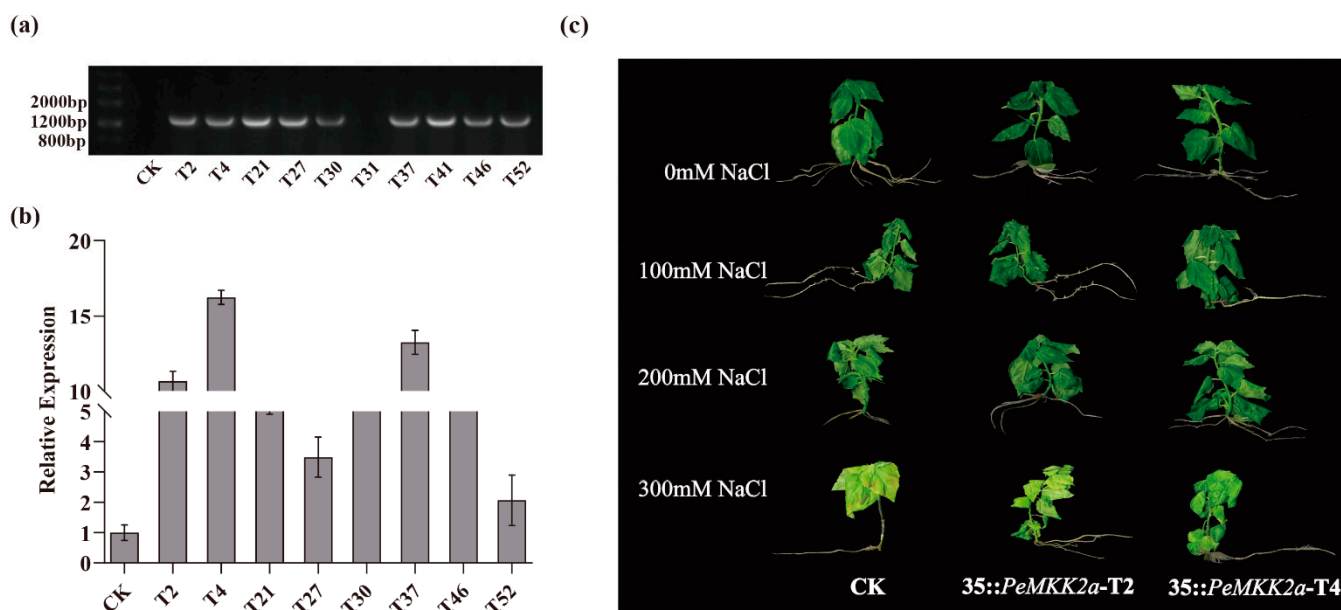 (a)
2000bp
1200bp
800bp
CK T2 T4 T21 T27 T30 T31 T37 T41 T46 T52
(b)
Relative Expression
20
15
10
5
4
3
2
1
0
CK T2 T4 T21 T27 T30 T37 T46 T52
(c)
0mM NaCl
100mM NaCl
200mM NaCl
300mM NaCl
CK 35::PeMKK2a-T2 35::PeMKK2a-T4